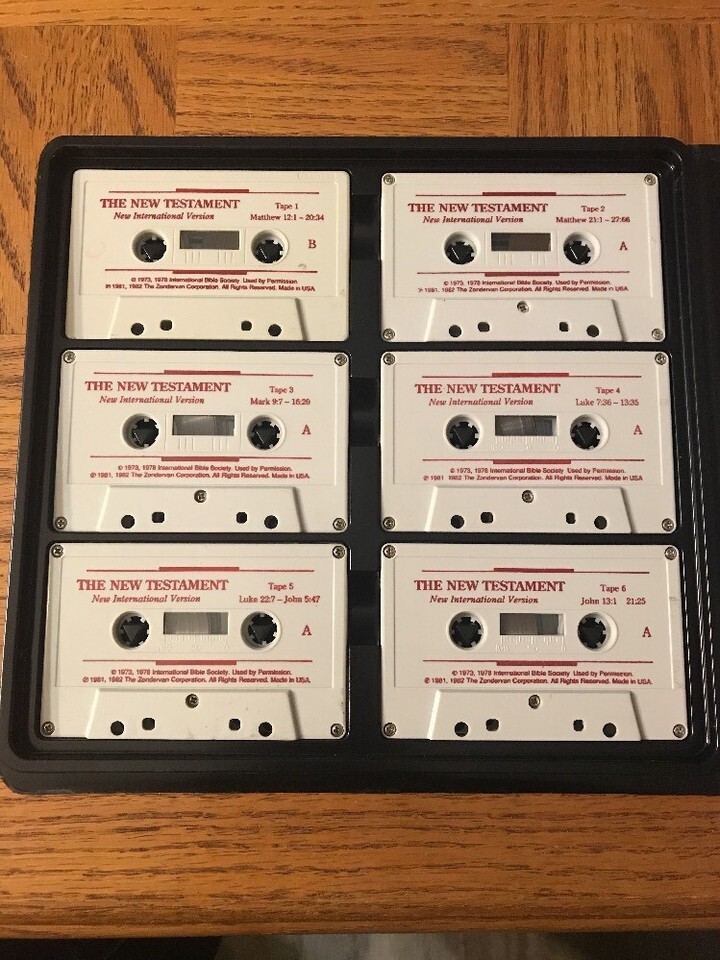 THE NEW TESTAMENT
New International Version
Tape 1
Matthew 12:1 – 20:34
B
© 1973, 1978 International Bible Society. Used by Permission.
℗ 1981, 1982 The Zondervan Corporation. All Rights Reserved. Made in USA.
THE NEW TESTAMENT
New International Version
Tape 2
Matthew 21:1 – 27:66
A
© 1973, 1978 International Bible Society. Used by Permission.
℗ 1981, 1982 The Zondervan Corporation. All Rights Reserved. Made in USA.
THE NEW TESTAMENT
New International Version
Tape 3
Mark 9:7 – 16:20
A
© 1973, 1978 International Bible Society. Used by Permission.
℗ 1981, 1982 The Zondervan Corporation. All Rights Reserved. Made in USA.
THE NEW TESTAMENT
New International Version
Tape 4
Luke 7:36 – 13:35
A
© 1973, 1978 International Bible Society. Used by Permission.
℗ 1981, 1982 The Zondervan Corporation. All Rights Reserved. Made in USA.
THE NEW TESTAMENT
New International Version
Tape 5
Luke 22:7 – John 5:47
A
© 1973, 1978 International Bible Society. Used by Permission.
℗ 1981, 1982 The Zondervan Corporation. All Rights Reserved. Made in USA.
THE NEW TESTAMENT
New International Version
Tape 6
John 13:1 21:25
A
© 1973, 1978 International Bible Society. Used by Permission.
℗ 1981, 1982 The Zondervan Corporation. All Rights Reserved. Made in USA.